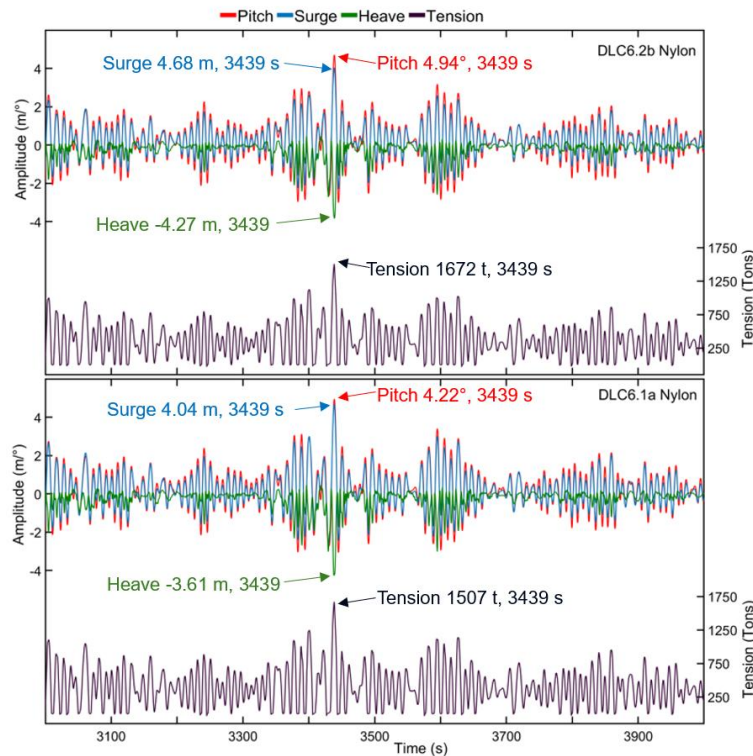 Pitch Surge Heave Tension
DLC6.2b Nylon
Surge 4.68 m, 3439 s
Pitch 4.94°, 3439 s
4
2
0
-2
-4
Amplitude (m/°)
Heave -4.27 m, 3439
Tension 1672 t, 3439 s
1750
1250
750
250
Tension (Tons)
DLC6.1a Nylon
Surge 4.04 m, 3439 s
Pitch 4.22°, 3439 s
4
2
0
-2
-4
Amplitude (m/°)
Heave -3.61 m, 3439
Tension 1507 t, 3439 s
1750
1250
750
250
Tension (Tons)
3100 3300 3500 3700 3900
Time (s)